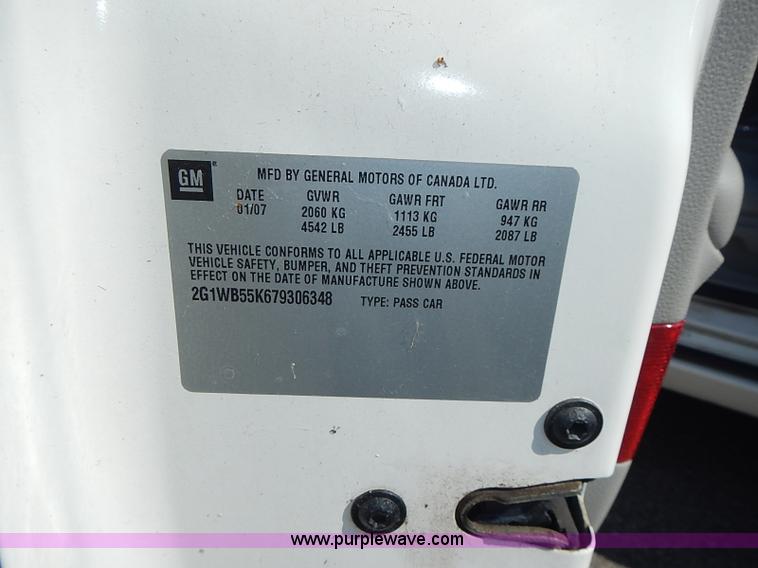 GM
MFD BY GENERAL MOTORS OF CANADA LTD.
DATE GVWR GAWR FRT GAWR RR
01/07 2060 KG 1113 KG 947 KG
4542 LB 2455 LB 2087 LB
THIS VEHICLE CONFORMS TO ALL APPLICABLE U.S. FEDERAL MOTOR
VEHICLE SAFETY, BUMPER, AND THEFT PREVENTION STANDARDS IN
EFFECT ON THE DATE OF MANUFACTURE SHOWN ABOVE.
2G1WB55K679306348 TYPE: PASS CAR
www.purplewave.com